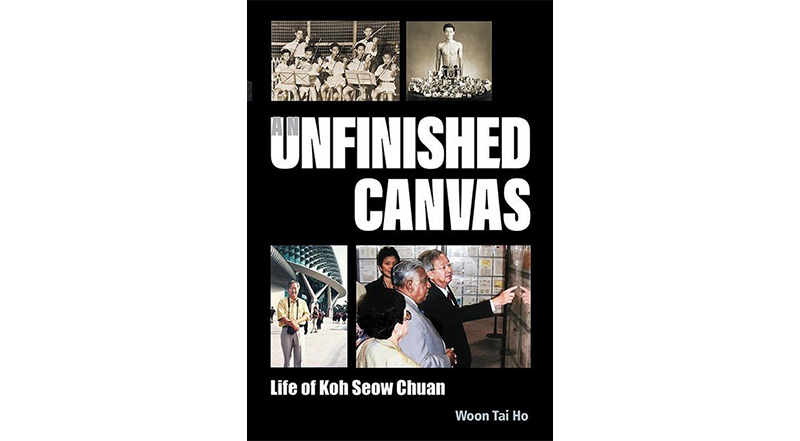 AN
UNFINISHED
CANVAS
Life of Koh Seow Chuan
Woon Tai Ho